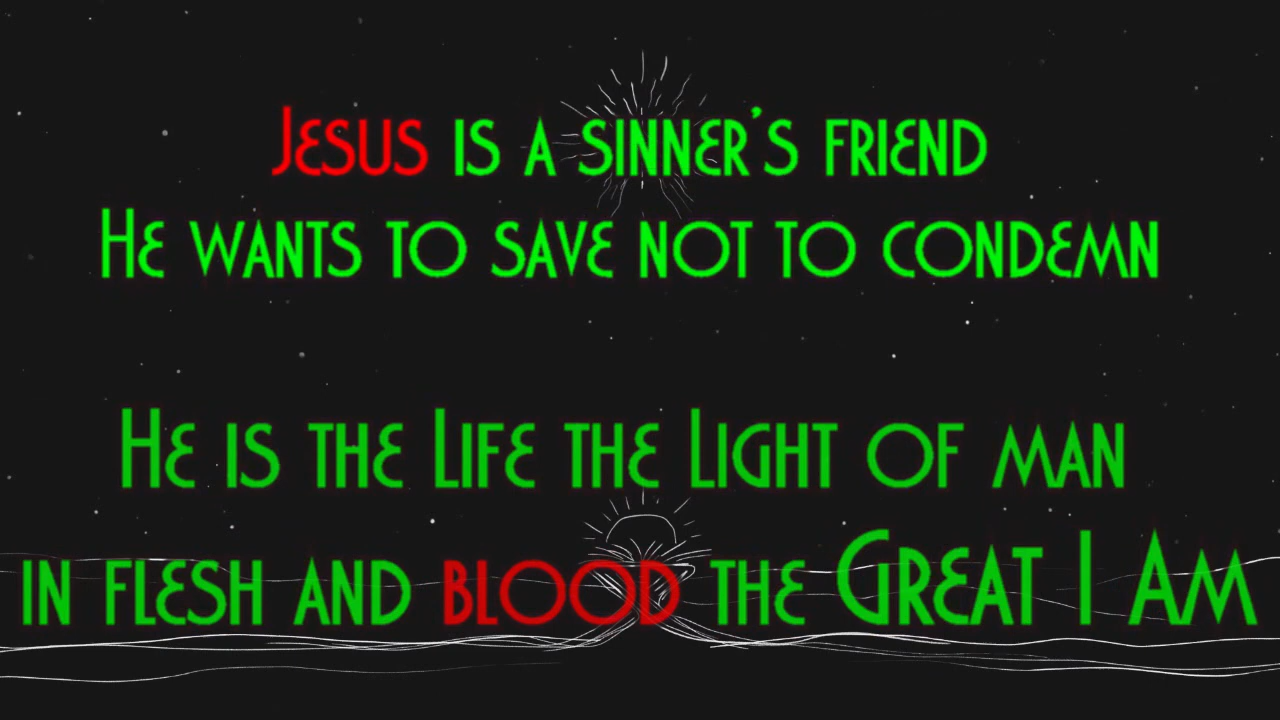 Jesus is a sinner's friend
He wants to save not to condemn
He is the Life the Light of man
in flesh and blood the Great I Am